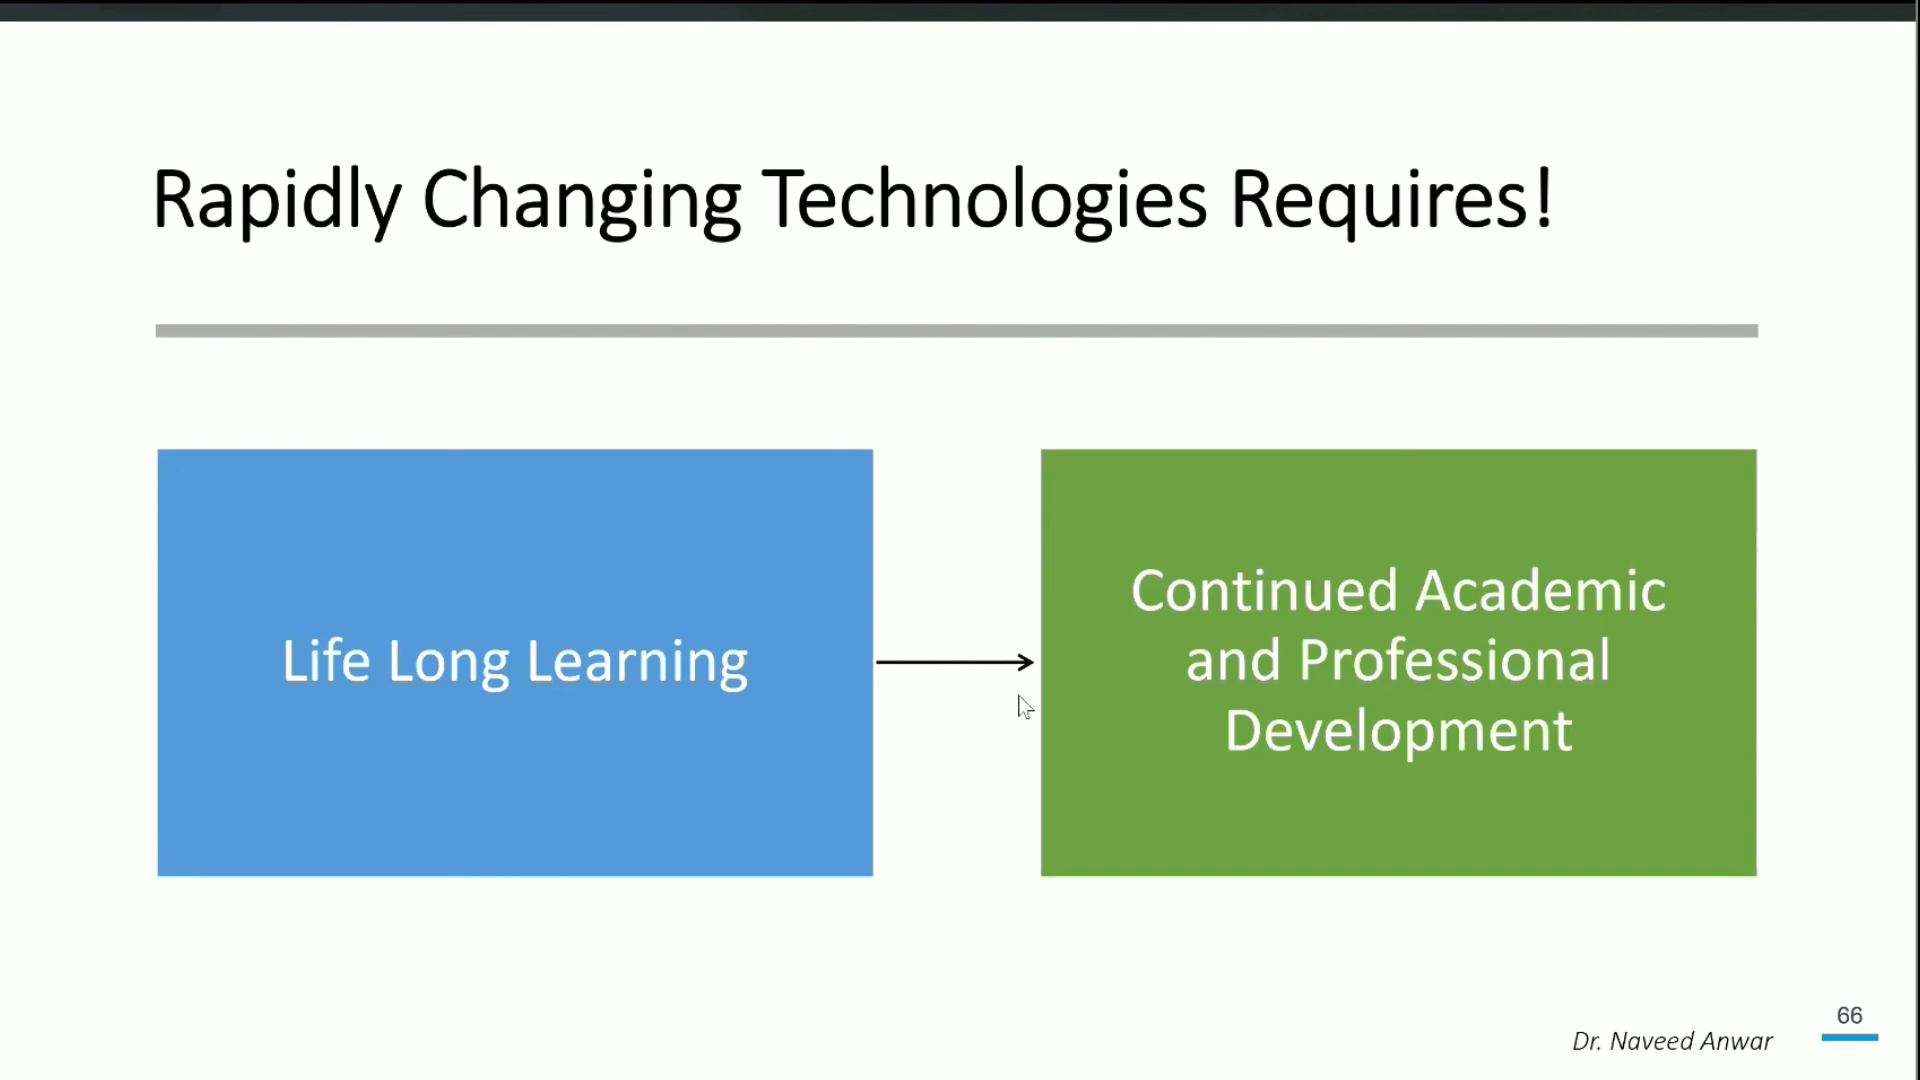 Rapidly Changing Technologies Requires!
Life Long Learning
Continued Academic
and Professional
Development
66
Dr. Naveed Anwar